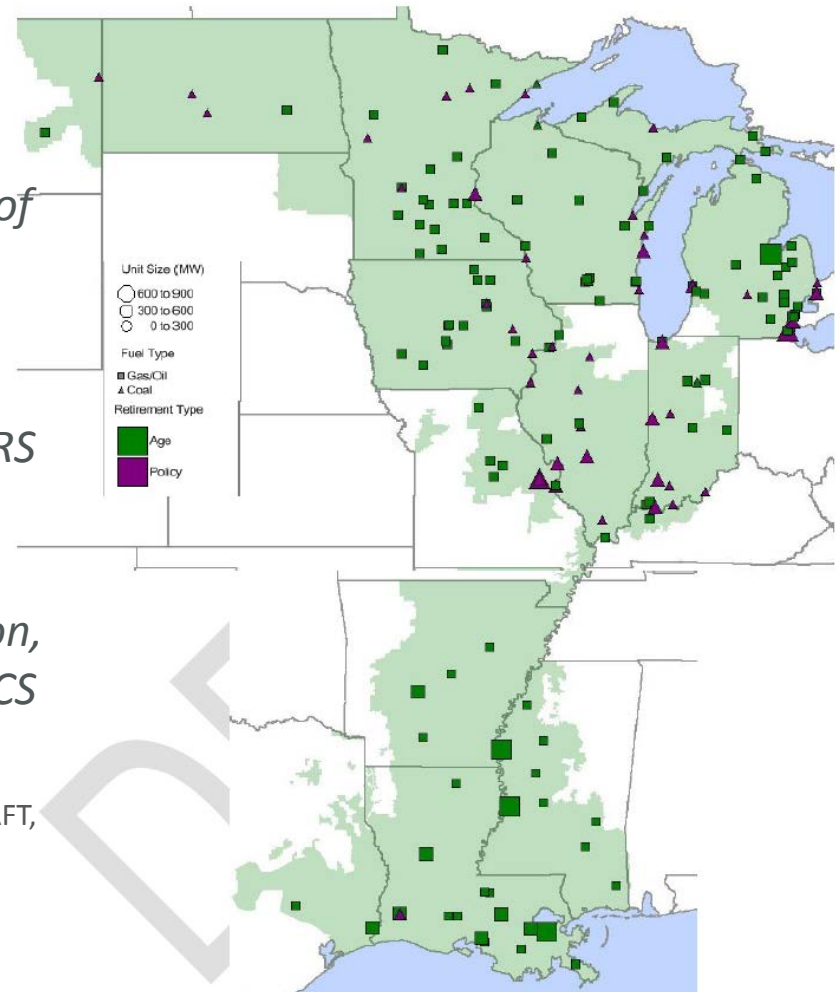 of
RS
on,
CS
AFT,
Unit Size (MW)
600 to 900
300 to 600
0 to 300
Fuel Type
Gas/Oil
Coal
Retirement Type
Age
Policy